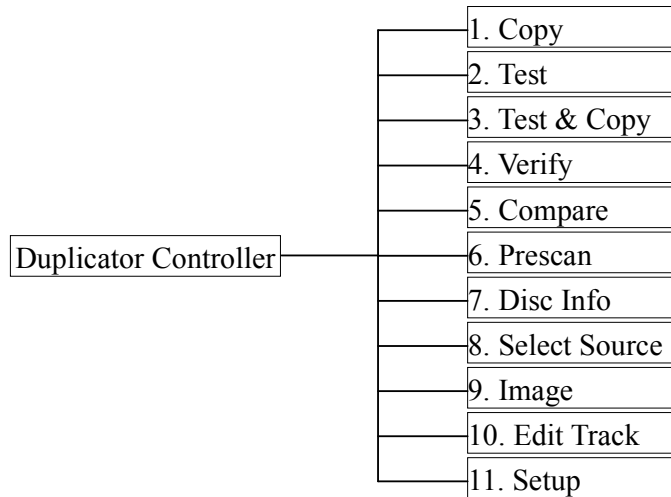 1. Copy
2. Test
3. Test & Copy
4. Verify
5. Compare
Duplicator Controller
6. Prescan
7. Disc Info
8. Select Source
9. Image
10. Edit Track
11. Setup